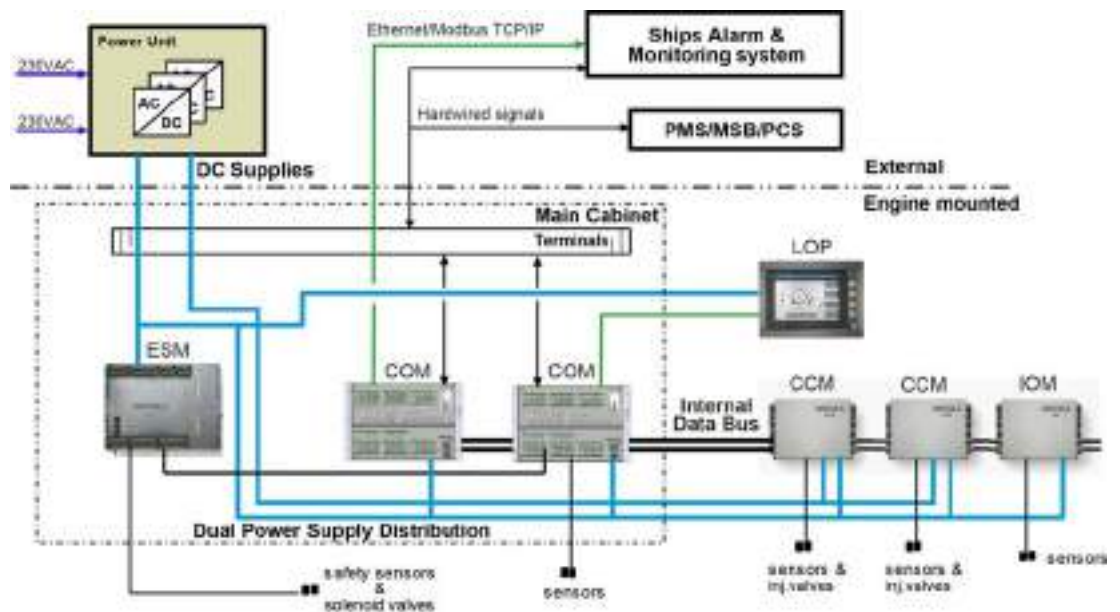 Ethernet/Modbus TCP/IP
Power Unit
Ships Alarm &
Monitoring system
230VAC
AC
DC
230VAC
Hardwired signals
PMS/MSB/PCS
DC Supplies
External
Engine mounted
Main Cabinet
Terminals
LOP
ESM
COM
COM
CCM
CCM
IOM
Internal
Data Bus
Dual Power Supply Distribution
safety sensors
&
solenoid valves
sensors
sensors &
inj.valves
sensors &
inj.valves
sensors